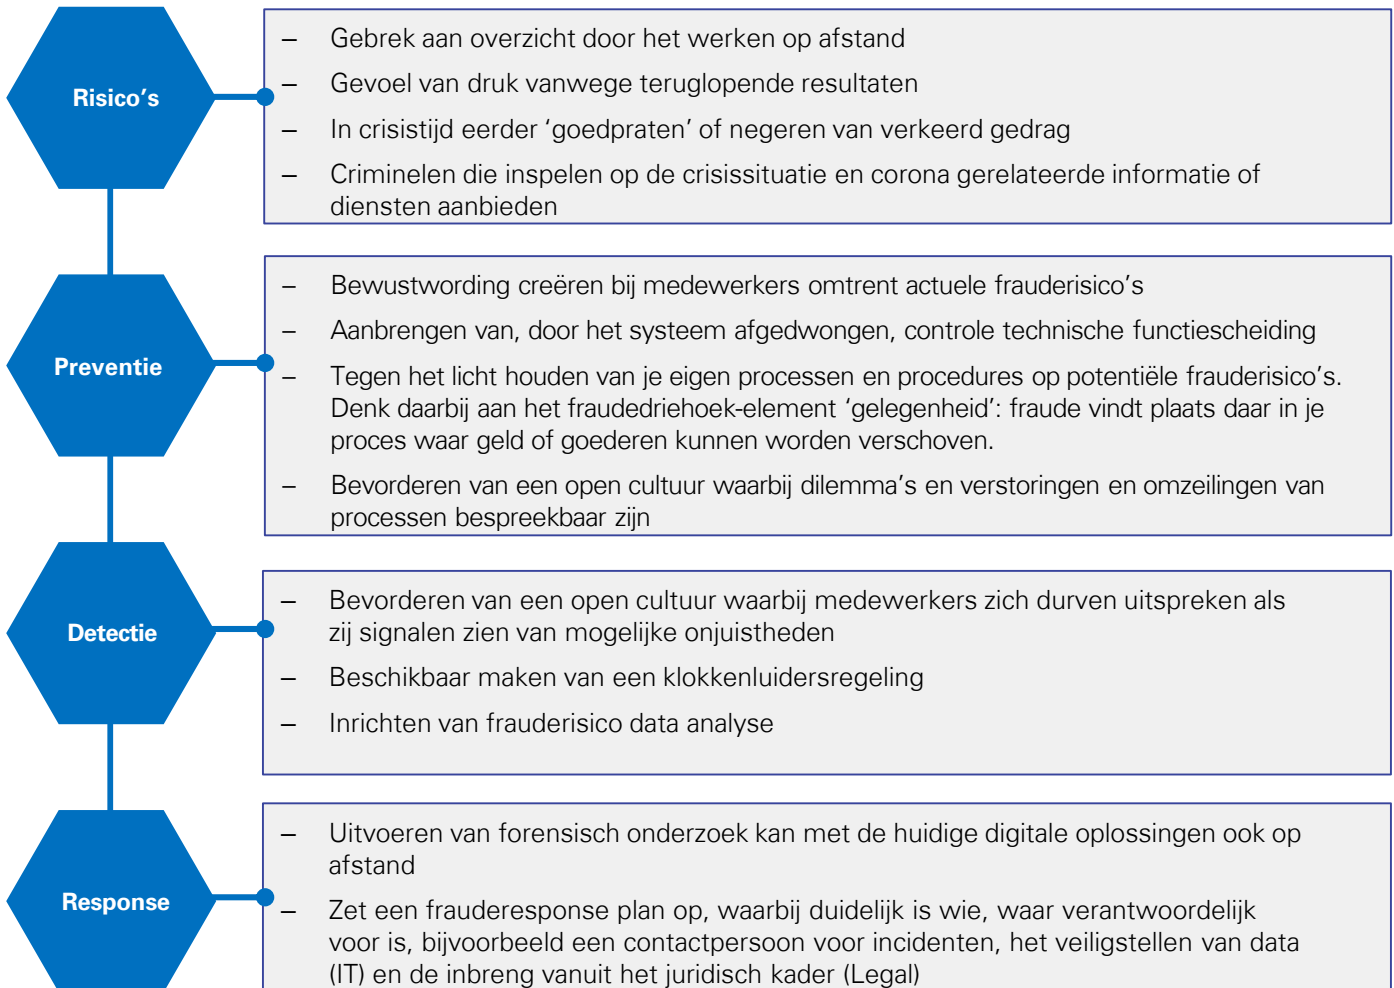 Risico’s
– Gebrek aan overzicht door het werken op afstand
– Gevoel van druk vanwege teruglopende resultaten
– In crisistijd eerder ‘goedpraten’ of negeren van verkeerd gedrag
– Criminelen die inspelen op de crisissituatie en corona gerelateerde informatie of
diensten aanbieden
Preventie
– Bewustwording creëren bij medewerkers omtrent actuele frauderisico’s
– Aanbrengen van, door het systeem afgedwongen, controle technische functiescheiding
– Tegen het licht houden van je eigen processen en procedures op potentiële frauderisico’s.
Denk daarbij aan het fraudedriehoek-element ‘gelegenheid’: fraude vindt plaats daar in je
proces waar geld of goederen kunnen worden verschoven.
– Bevorderen van een open cultuur waarbij dilemma’s en verstoringen en omzeilingen van
processen bespreekbaar zijn
Detectie
– Bevorderen van een open cultuur waarbij medewerkers zich durven uitspreken als
zij signalen zien van mogelijke onjuistheden
– Beschikbaar maken van een klokkenluidersregeling
– Inrichten van frauderisico data analyse
Response
– Uitvoeren van forensisch onderzoek kan met de huidige digitale oplossingen ook op
afstand
– Zet een frauderesponse plan op, waarbij duidelijk is wie, waar verantwoordelijk
voor is, bijvoorbeeld een contactpersoon voor incidenten, het veiligstellen van data
(IT) en de inbreng vanuit het juridisch kader (Legal)